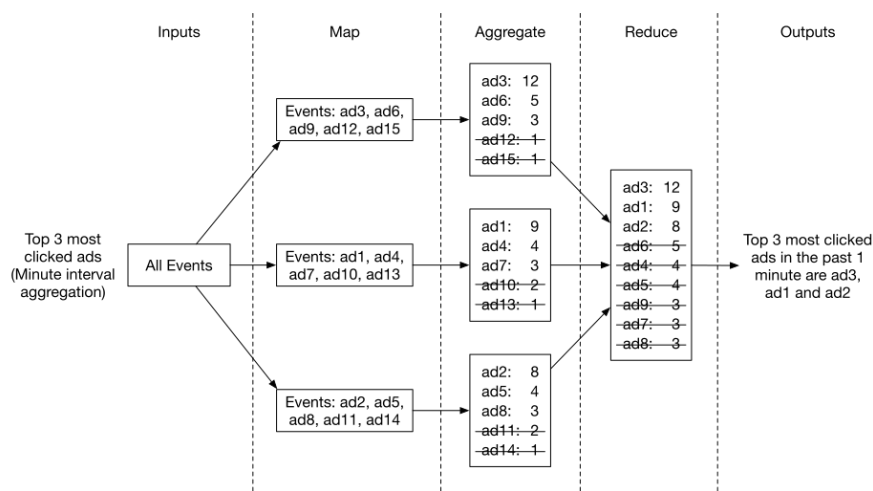 Inputs
Map
Aggregate
Reduce
Outputs
Top 3 most
clicked ads
(Minute interval
aggregation)
All Events
Events: ad3, ad6,
ad9, ad12, ad15
Events: ad1, ad4,
ad7, ad10, ad13
Events: ad2, ad5,
ad8, ad11, ad14
ad3: 12
ad6: 5
ad9: 3
ad12: 1
ad15: 1
ad1: 9
ad4: 4
ad7: 3
ad10: 2
ad13: 1
ad2: 8
ad5: 4
ad8: 3
ad11: 2
ad14: 1
ad3: 12
ad1: 9
ad2: 8
ad6: 5
ad4: 4
ad5: 4
ad9: 3
ad7: 3
ad8: 3
Top 3 most clicked
ads in the past 1
minute are ad3,
ad1 and ad2